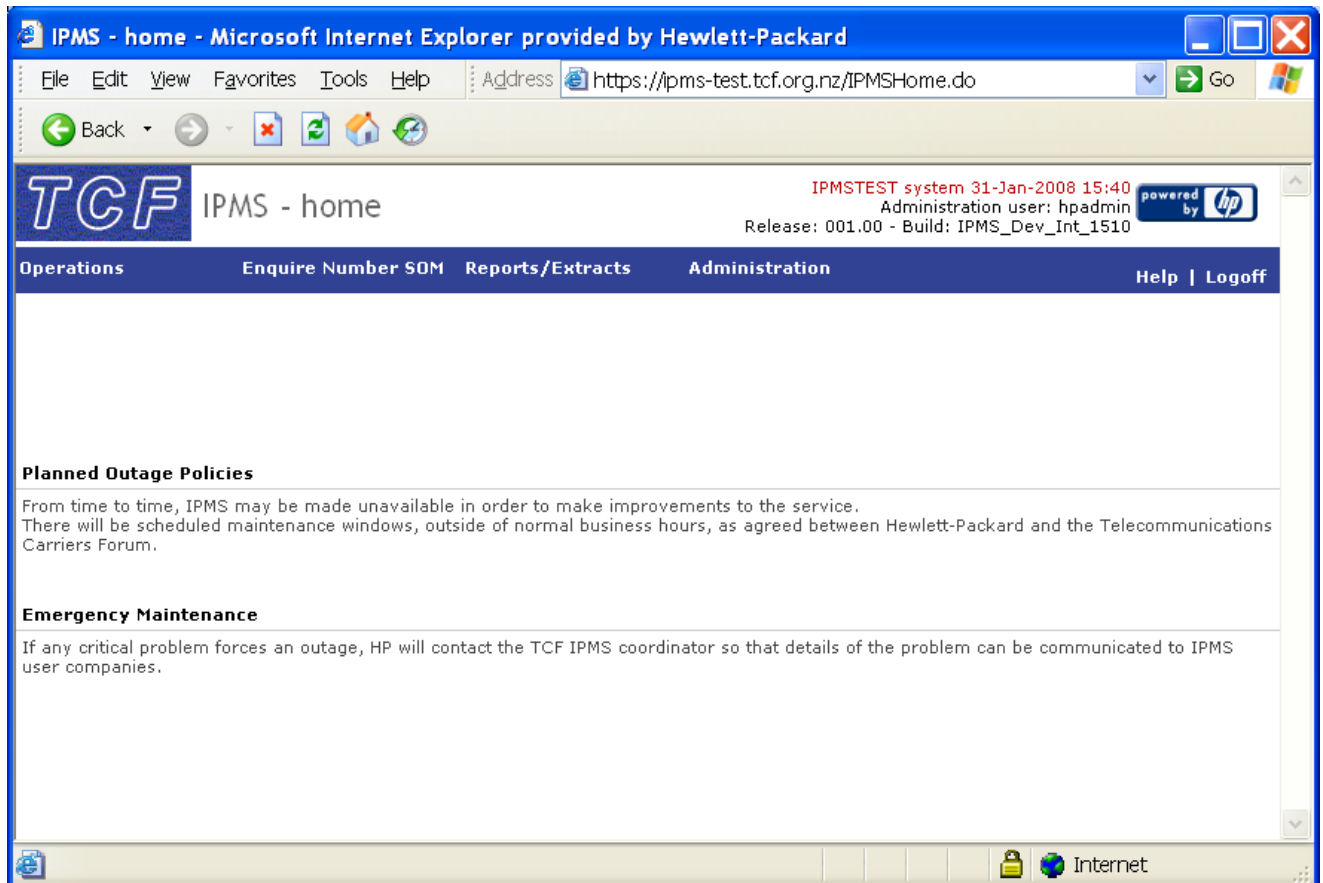 IPMS - home - Microsoft Internet Explorer provided by Hewlett-Packard
File Edit View Favorites Tools Help Address https://ipms-test.tcf.org.nz/IPMSHome.do Go
Back
TCF IPMS - home
IPMSTEST system 31-Jan-2008 15:40
Administration user: hpadmin
Release: 001.00 - Build: IPMS_Dev_Int_1510
powered
by hp
Operations Enquire Number SOM Reports/Extracts Administration Help | Logoff
Planned Outage Policies
From time to time, IPMS may be made unavailable in order to make improvements to the service.
There will be scheduled maintenance windows, outside of normal business hours, as agreed between Hewlett-Packard and the Telecommunications
Carriers Forum.
Emergency Maintenance
If any critical problem forces an outage, HP will contact the TCF IPMS coordinator so that details of the problem can be communicated to IPMS
user companies.
Internet